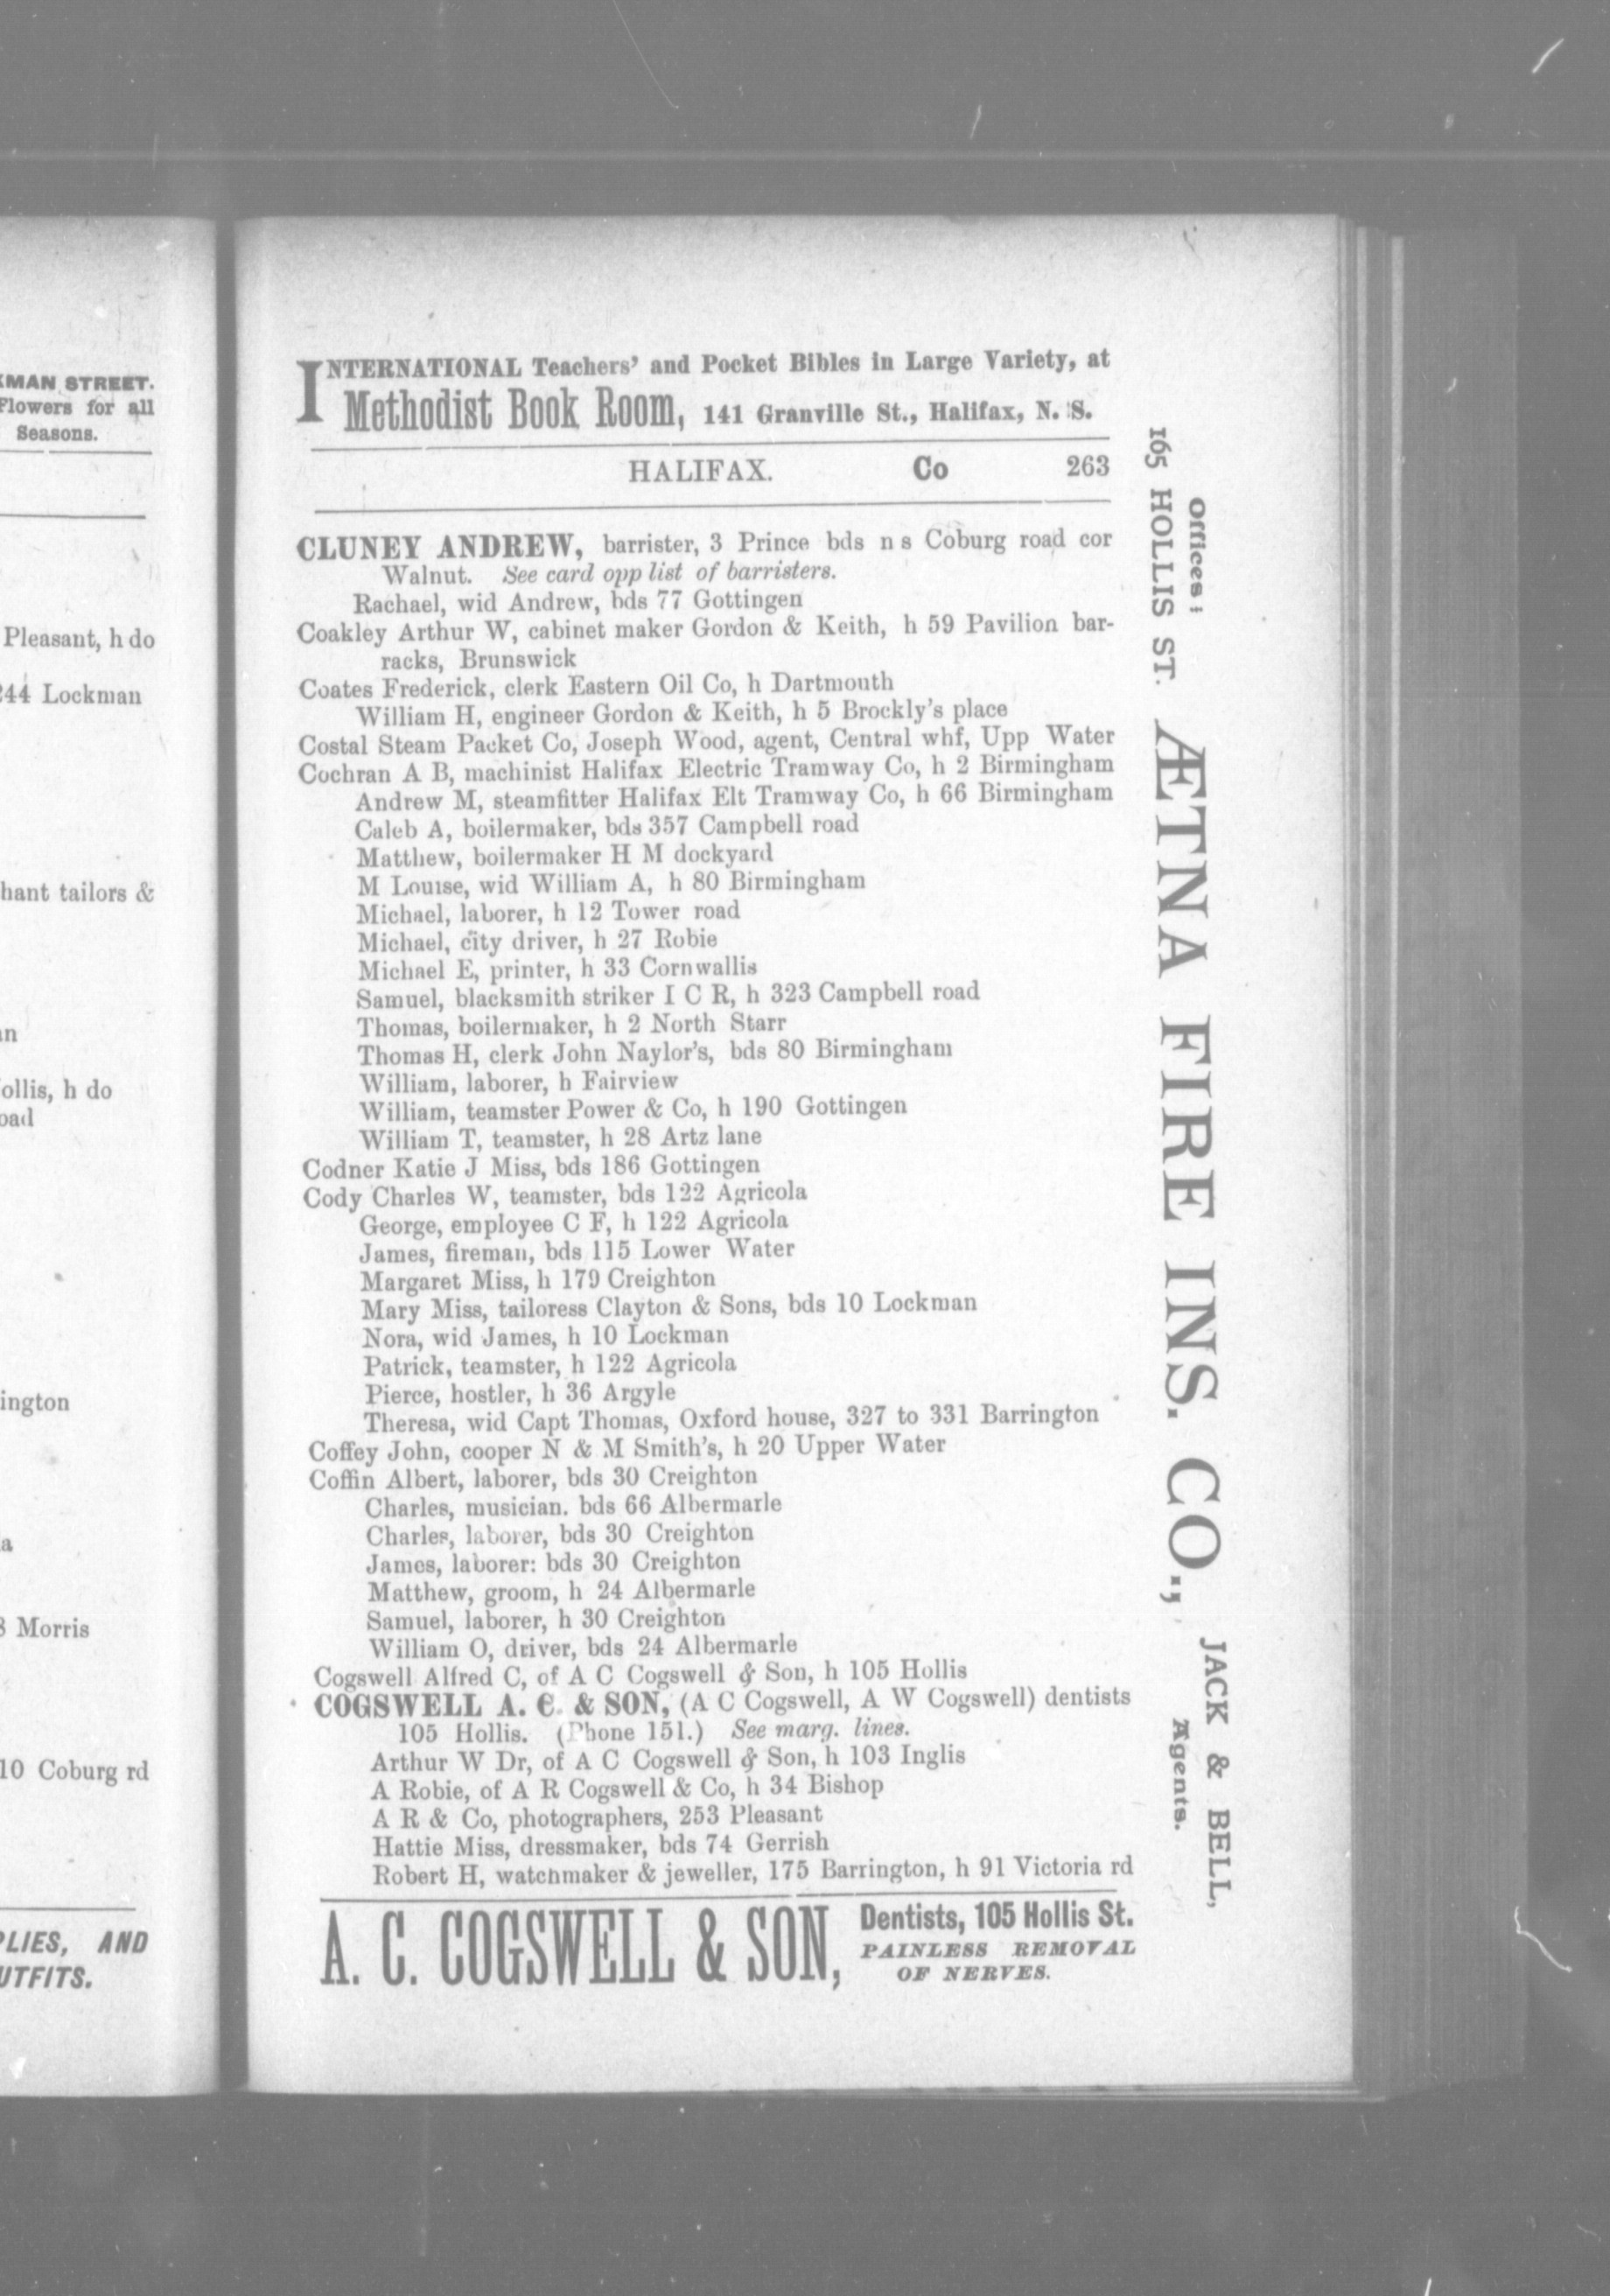 KMAN STREET.
Flowers for all
Seasons.
Pleasant, h do
244 Lockman
hant tailors &
ollis, h do
oad
ington
8 Morris
10 Coburg rd
PLIES, AND
UTFITS.
INTERNATIONAL Teachers' and Pocket Bibles in Large Variety, at
Methodist Book Room, 141 Granville St., Halifax, N. S.
HALIFAX. Co 263
CLUNEY ANDREW, barrister, 3 Prince bds n s Coburg road cor
Walnut. See card opp list of barristers.
Rachael, wid Andrew, bds 77 Gottingen
Coakley Arthur W, cabinet maker Gordon & Keith, h 59 Pavilion bar-
racks, Brunswick
Coates Frederick, clerk Eastern Oil Co, h Dartmouth
William H, engineer Gordon & Keith, h 5 Brockly's place
Costal Steam Packet Co, Joseph Wood, agent, Central whf, Upp Water
Cochran A B, machinist Halifax Electric Tramway Co, h 2 Birmingham
Andrew M, steamfitter Halifax Elt Tramway Co, h 66 Birmingham
Caleb A, boilermaker, bds 357 Campbell road
Matthew, boilermaker H M dockyard
M Louise, wid William A, h 80 Birmingham
Michael, laborer, h 12 Tower road
Michael, city driver, h 27 Robie
Michael E, printer, h 33 Cornwallis
Samuel, blacksmith striker I C R, h 323 Campbell road
Thomas, boilermaker, h 2 North Starr
Thomas H, clerk John Naylor's, bds 80 Birmingham
William, laborer, h Fairview
William, teamster Power & Co, h 190 Gottingen
William T, teamster, h 28 Artz lane
Codner Katie J Miss, bds 186 Gottingen
Cody Charles W, teamster, bds 122 Agricola
George, employee C F, h 122 Agricola
James, fireman, bds 115 Lower Water
Margaret Miss, h 179 Creighton
Mary Miss, tailoress Clayton & Sons, bds 10 Lockman
Nora, wid James, h 10 Lockman
Patrick, teamster, h 122 Agricola
Pierce, hostler, h 36 Argyle
Theresa, wid Capt Thomas, Oxford house, 327 to 331 Barrington
Coffey John, cooper N & M Smith's, h 20 Upper Water
Coffin Albert, laborer, bds 30 Creighton
Charles, musician. bds 66 Albermarle
Charles, laborer, bds 30 Creighton
James, laborer: bds 30 Creighton
Matthew, groom, h 24 Albermarle
Samuel, laborer, h 30 Creighton
William O, driver, bds 24 Albermarle
Cogswell Alfred C, of A C Cogswell & Son, h 105 Hollis
COGSWELL A. C. & SON, (A C Cogswell, A W Cogswell) dentists
105 Hollis. (Phone 151.) See marg. lines.
Arthur W Dr, of A C Cogswell & Son, h 103 Inglis
A Robie, of A R Cogswell & Co, h 34 Bishop
A R & Co, photographers, 253 Pleasant
Hattie Miss, dressmaker, bds 74 Gerrish
Robert H, watchmaker & jeweller, 175 Barrington, h 91 Victoria rd
A. C. COGSWELL & SON, Dentists, 105 Hollis St.
PAINLESS REMOVAL
OF NERVES.
Offices:
165 HOLLIS ST.
ÆTNA FIRE INS. CO.,
JACK & BELL,
Agents.